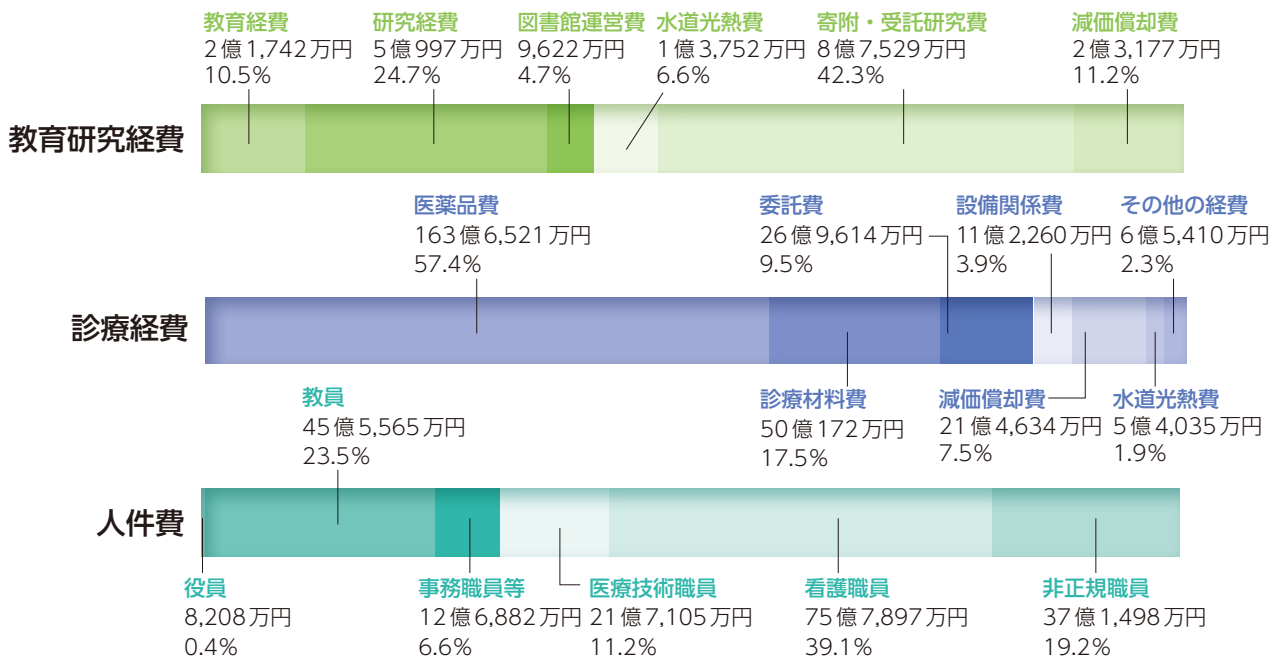 教育経費
2億1,742万円
10.5%
研究経費
5億997万円
24.7%
図書館運営費
9,622万円
4.7%
水道光熱費
1億3,752万円
6.6%
寄附・受託研究費
8億7,529万円
42.3%
減価償却費
2億3,177万円
11.2%
教育研究経費
医薬品費
163億6,521万円
57.4%
委託費
26億9,614万円
9.5%
設備関係費
11億2,260万円
3.9%
その他の経費
6億5,410万円
2.3%
診療経費
診療材料費
50億172万円
17.5%
減価償却費
21億4,634万円
7.5%
水道光熱費
5億4,035万円
1.9%
教員
45億5,565万円
23.5%
人件費
役員
8,208万円
0.4%
事務職員等
12億6,882万円
6.6%
医療技術職員
21億7,105万円
11.2%
看護職員
75億7,897万円
39.1%
非正規職員
37億1,498万円
19.2%